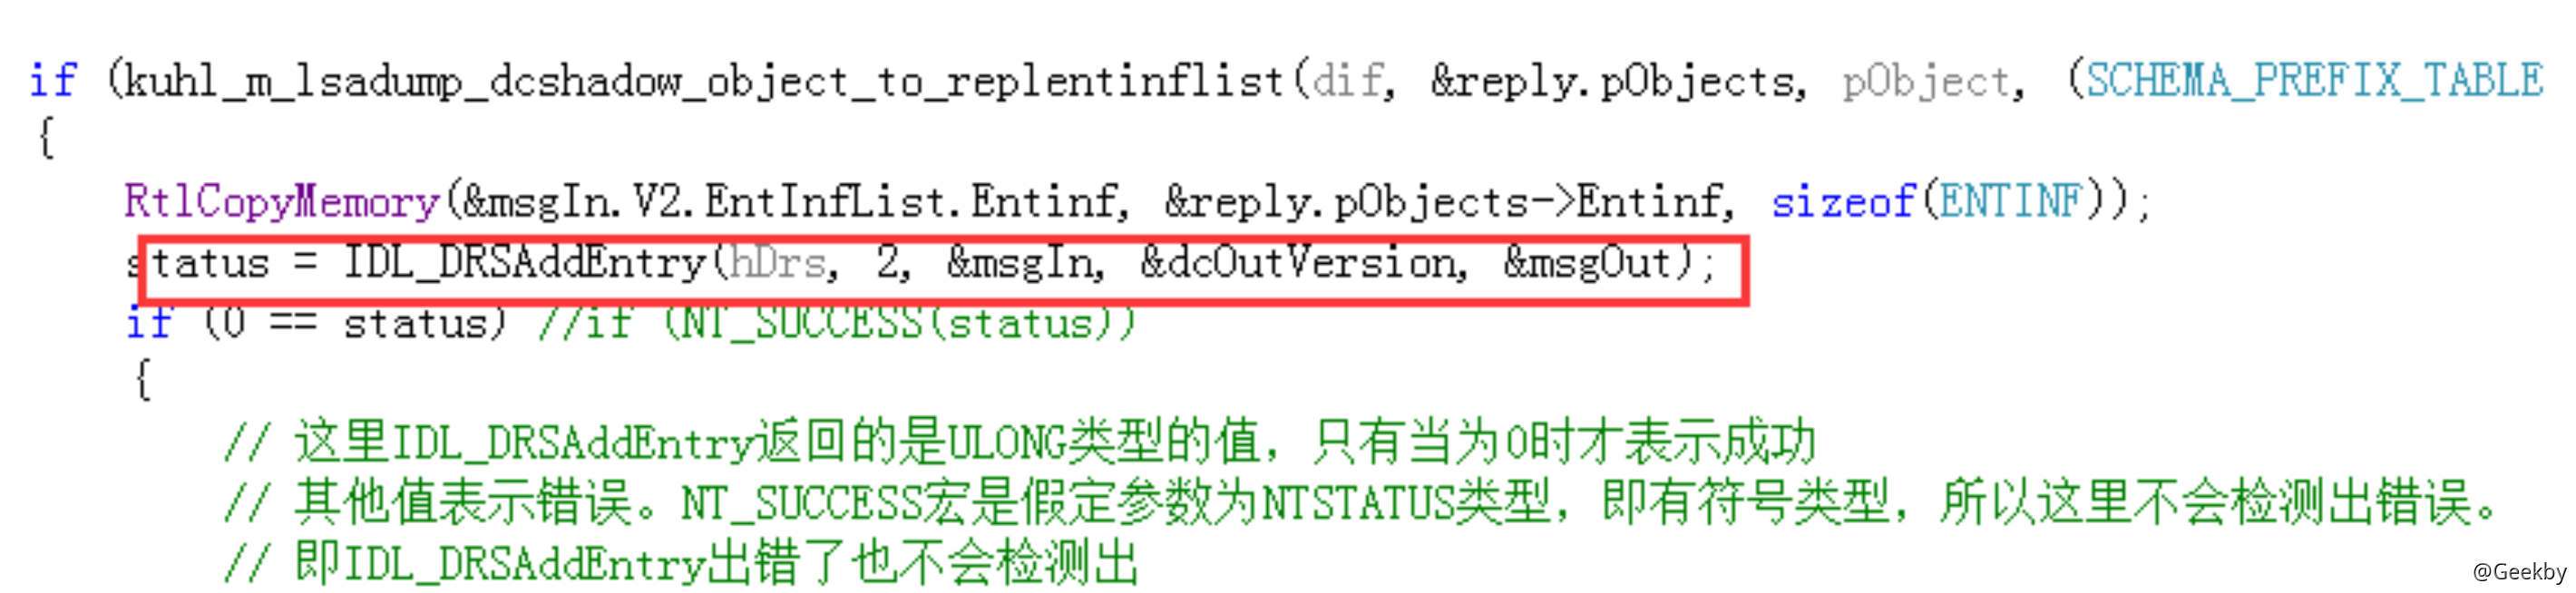 if (kuhl_m_lsadump_dcshadow_object_to_replentinflist(dif, &reply.pObjects, pObject, (SCHEMA_PREFIX_TABLE
{
RtlCopyMemory(&msgIn.V2.EntInfList.Entinf, &reply.pObjects->Entinf, sizeof(ENTINF));
status = IDL_DRSAddEntry(hDrs, 2, &msgIn, &dcOutVersion, &msgOut);
if (0 == status) //if (NT_SUCCESS(status))
{
// 这里IDL_DRSAddEntry返回的是ULONG类型的值，只有当为0时才表示成功
// 其他值表示错误。NT_SUCCESS宏是假定参数为NTSTATUS类型，即有符号类型，所以这里不会检测出错误。
// 即IDL_DRSAddEntry出错了也不会检测出
@Geekby